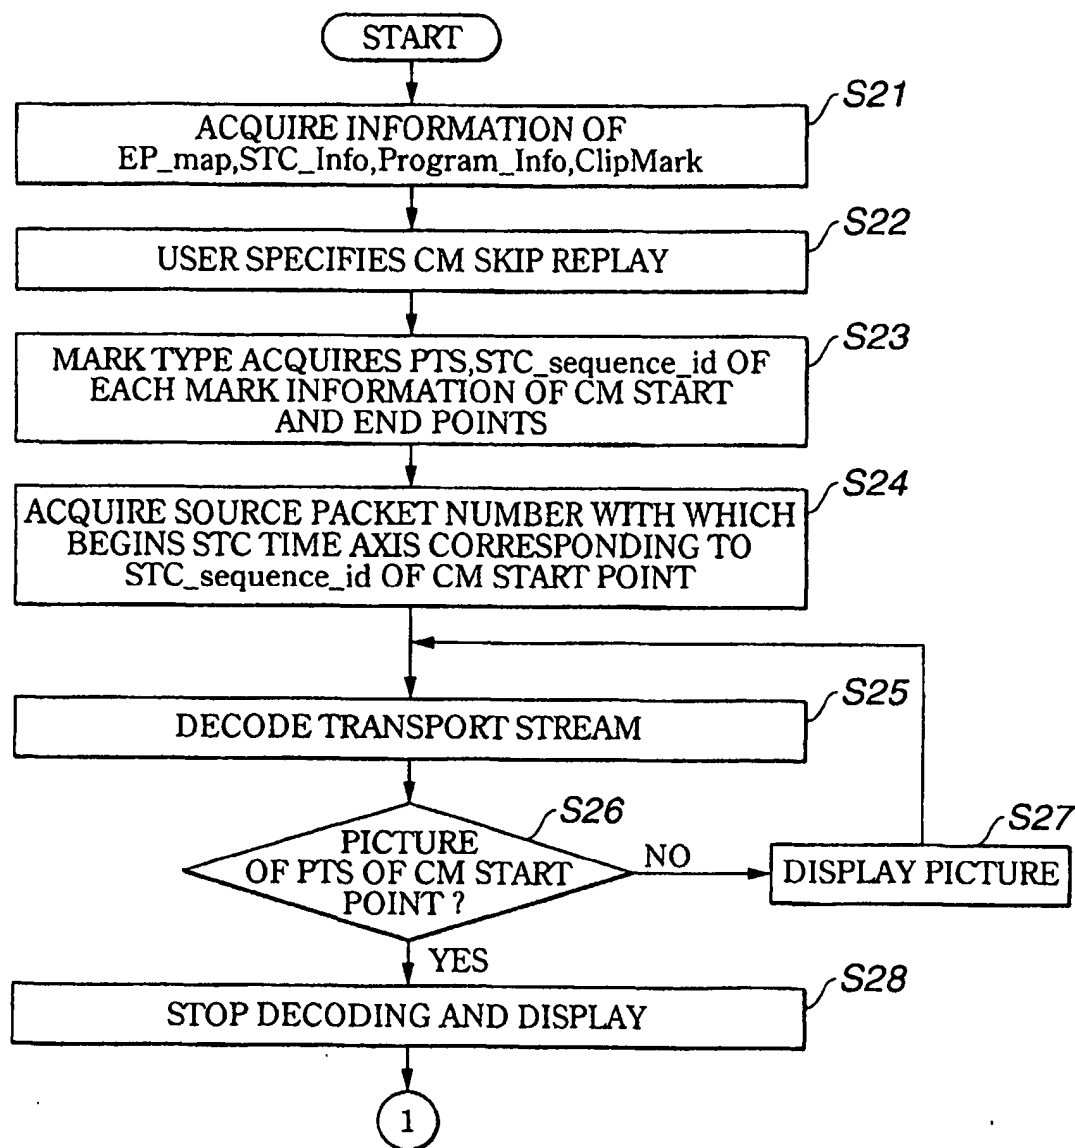 START
S21
ACQUIRE INFORMATION OF
EP_map,STC_Info,Program_Info,ClipMark
S22
USER SPECIFIES CM SKIP REPLAY
S23
MARK TYPE ACQUIRES PTS,STC_sequence_id OF
EACH MARK INFORMATION OF CM START
AND END POINTS
S24
ACQUIRE SOURCE PACKET NUMBER WITH WHICH
BEGINS STC TIME AXIS CORRESPONDING TO
STC_sequence_id OF CM START POINT
S25
DECODE TRANSPORT STREAM
S26
PICTURE
OF PTS OF CM START
POINT ?
NO
S27
DISPLAY PICTURE
YES
S28
STOP DECODING AND DISPLAY
1